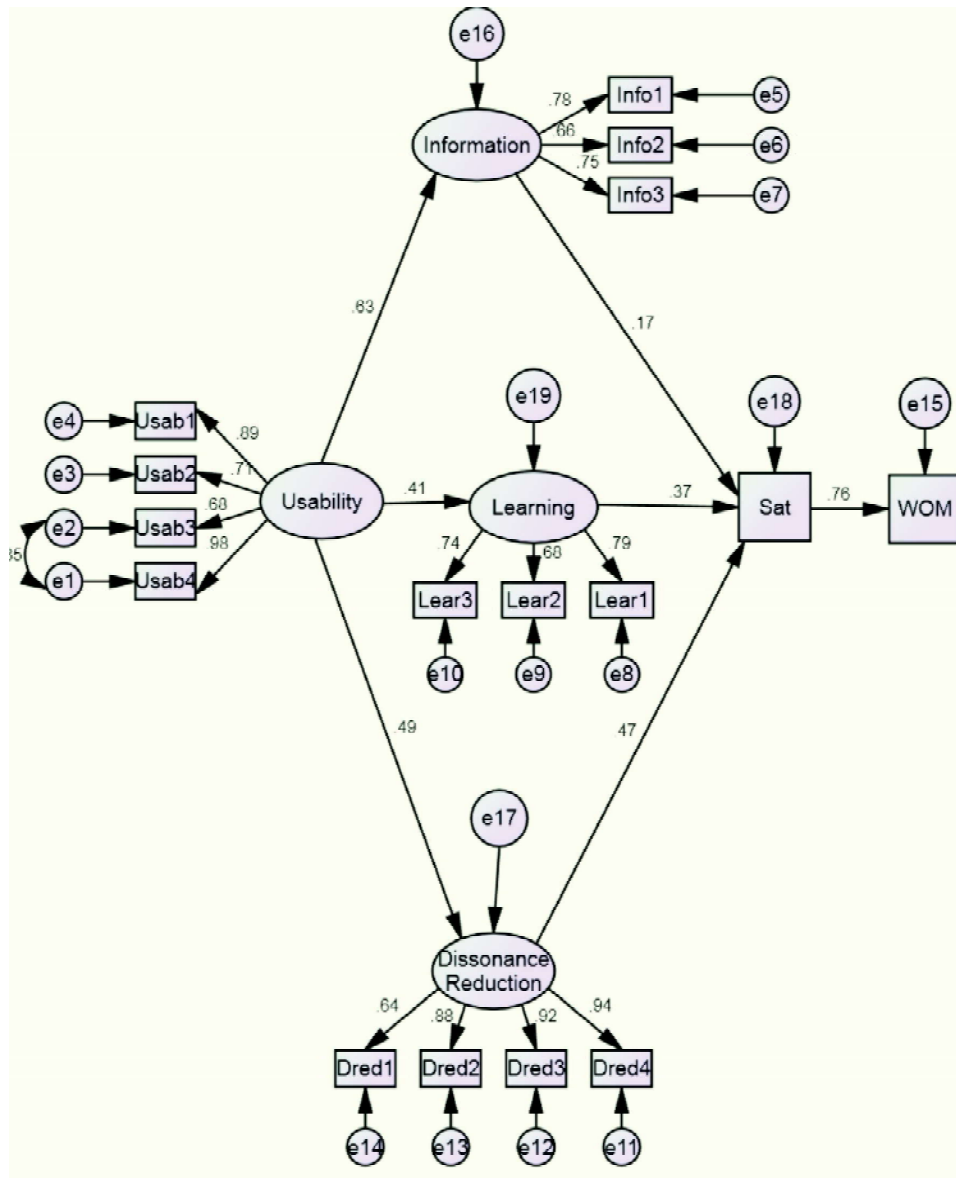 e16
.78
Info1
e5
Information
.66
Info2
e6
.75
Info3
e7
.63
.17
e19
e18
e15
e4
Usab1
.89
e3
Usab2
.71
Usability
.41
Learning
.37
Sat
.76
WOM
e2
Usab3
.68
.98
e1
Usab4
.74
.68
.79
Lear3
Lear2
Lear1
e10
e9
e8
.49
.47
e17
Dissonance
Reduction
.64
.88
.92
.94
Dred1
Dred2
Dred3
Dred4
e14
e13
e12
e11